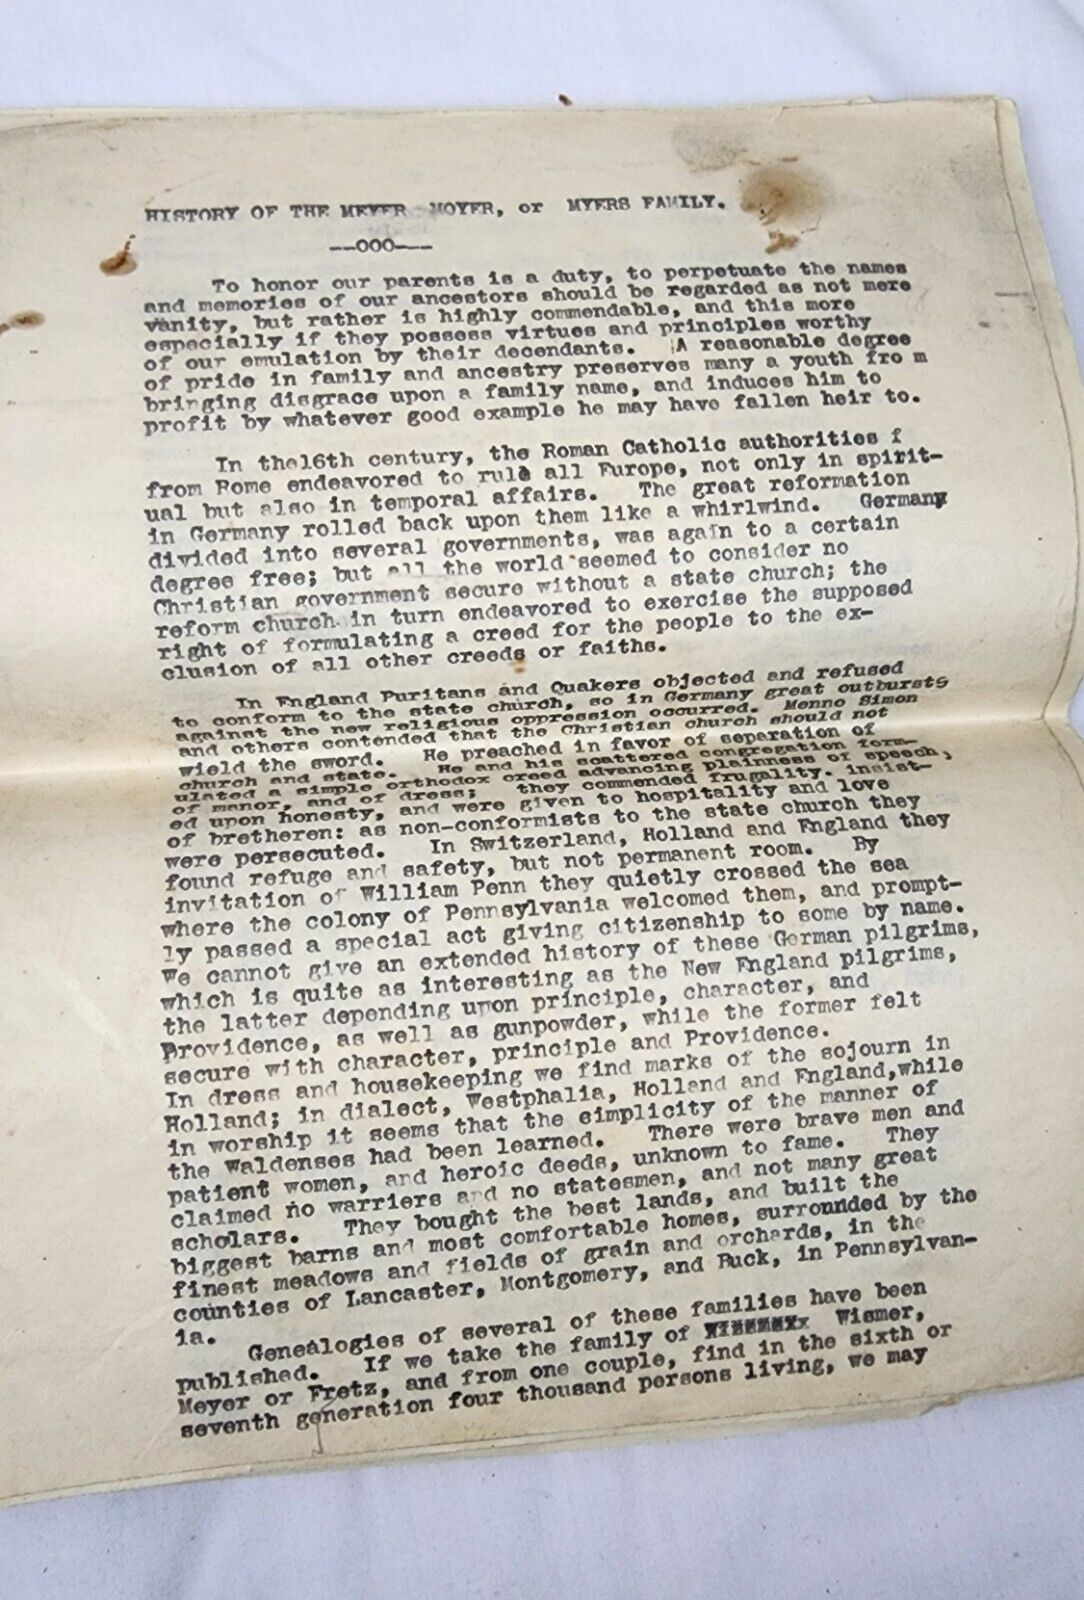 HISTORY OF THE MEYER MOYER, or MYERS FAMILY.
--ooo--
To honor our parents is a duty, to perpetuate the names
and memories of our ancestors should be regarded as not mere
vanity, but rather is highly commendable, and this more
especially if they possess virtues and principles worthy
of our emulation by their decendants. A reasonable degree
of pride in family and ancestry preserves many a youth fro m
bringing disgrace upon a family name, and induces him to
profit by whatever good example he may have fallen heir to.
In the16th century, the Roman Catholic authorities f
from Rome endeavored to rule all Europe, not only in spirit-
ual but also in temporal affairs. The great reformation
in Germany rolled back upon them like a whirlwind. Germany
divided into several governments, was again to a certain
degree free; but all the world seemed to consider no
Christian government secure without a state church; the
reform church in turn endeavored to exercise the supposed
right of formulating a creed for the people to the ex-
clusion of all other creeds or faiths.
In England Puritans and Quakers objected and refused
to conform to the state church, so in Germany great outbursts
against the new religious oppression occurred. Menno Simon
and others contended that the Christian church should not
wield the sword. He preached in favor of separation of
church and state. He and his scattered congregation form-
ulated a simple orthodox creed advancing plainness of speech,
of manor, and of dress; they commended frugality. insist-
ed upon honesty, and were given to hospitality and love
of bretheren: as non-conformists to the state church they
were persecuted. In Switzerland, Holland and England they
found refuge and safety, but not permanent room. By
invitation of William Penn they quietly crossed the sea
where the colony of Pennsylvania welcomed them, and prompt-
ly passed a special act giving citizenship to some by name.
We cannot give an extended history of these German pilgrims,
which is quite as interesting as the New England pilgrims,
the latter depending upon principle, character, and
Providence, as well as gunpowder, while the former felt
secure with character, principle and Providence.
In dress and housekeeping we find marks of the sojourn in
Holland; in dialect, Westphalia, Holland and England,while
in worship it seems that the simplicity of the manner of
the Waldenses had been learned. There were brave men and
patient women, and heroic deeds, unknown to fame. They
claimed no warriers and no statesmen, and not many great
scholars. They bought the best lands, and built the
biggest barns and most comfortable homes, surrounded by the
finest meadows and fields of grain and orchards, in the
counties of Lancaster, Montgomery, and Buck, in Pennsylvan-
ia.
Genealogies of several of these families have been
published. If we take the family of Wismer,
Meyer or Fretz, and from one couple, find in the sixth or
seventh generation four thousand persons living, we may